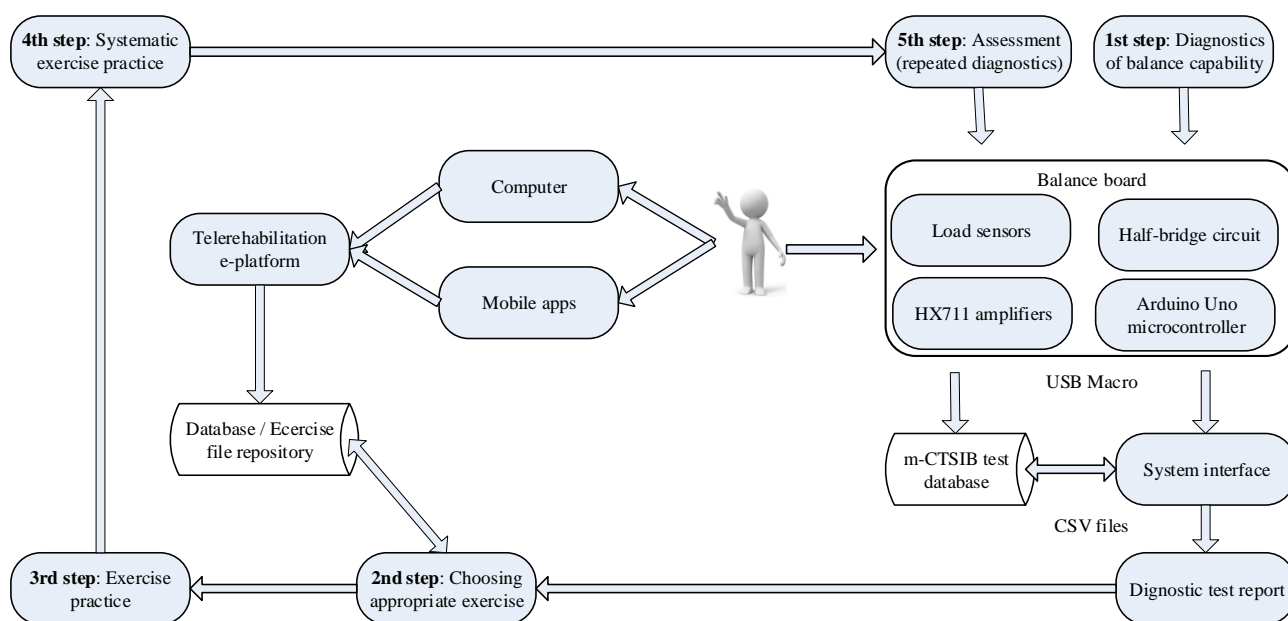 4th step: Systematic
exercise practice
5th step: Assessment
(repeated diagnostics)
1st step: Diagnostics
of balance capability
Computer
Balance board
Telerehabilitation
e-platform
Load sensors
Half-bridge circuit
Mobile apps
HX711 amplifiers
Arduino Uno
microcontroller
USB Macro
Database / Ecercise
file repository
m-CTSIB test
database
System interface
CSV files
3rd step: Exercise
practice
2nd step: Choosing
appropriate exercise
Dignostic test report